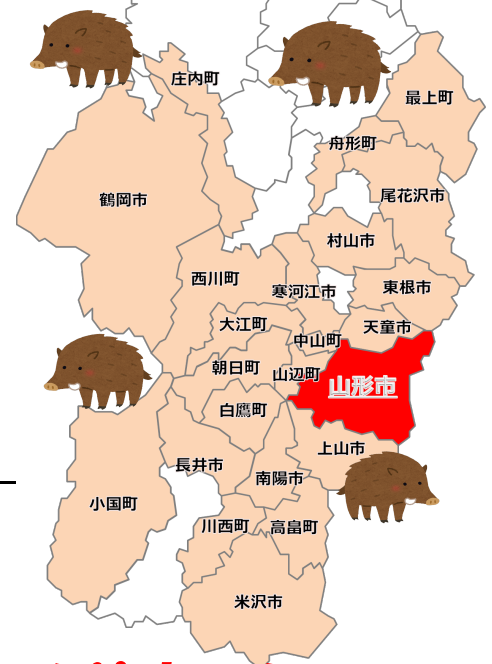 庄内町
最上町
舟形町
鶴岡市
尾花沢市
村山市
西川町
寒河江市
東根市
大江町
天童市
中山町
朝日町
山辺町
山形市
白鷹町
上山市
長井市
南陽市
小国町
川西町
高畠町
米沢市